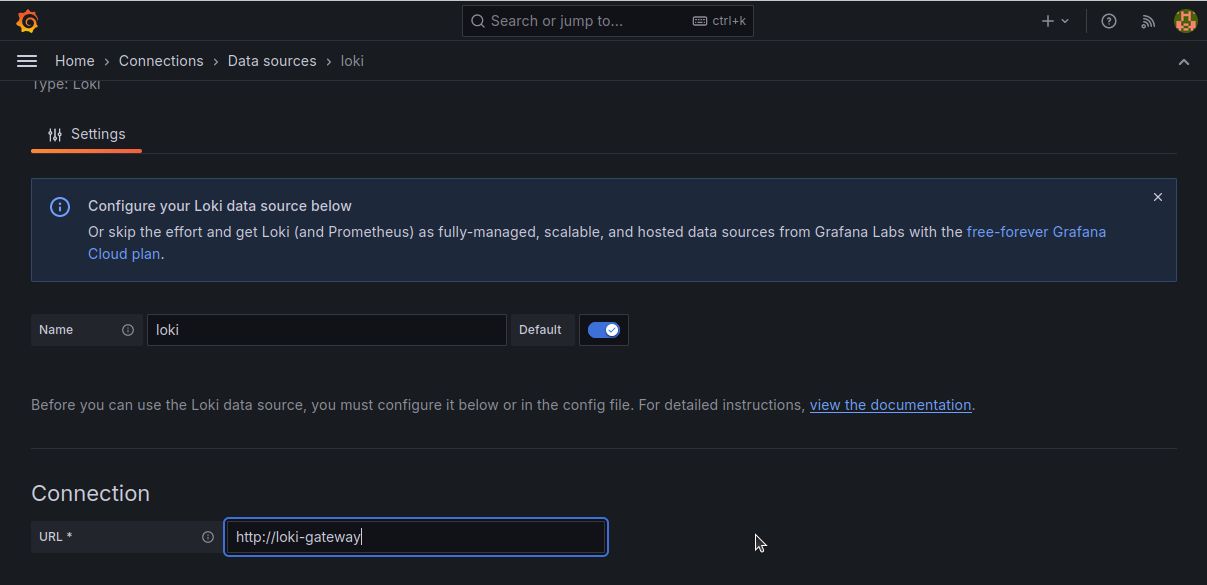 Search or jump to... ctrl+k
Home › Connections › Data sources › loki
Type: Loki
Settings
Configure your Loki data source below
Or skip the effort and get Loki (and Prometheus) as fully-managed, scalable, and hosted data sources from Grafana Labs with the free-forever Grafana
Cloud plan.
Name loki Default
Before you can use the Loki data source, you must configure it below or in the config file. For detailed instructions, view the documentation.
Connection
URL * http://loki-gateway